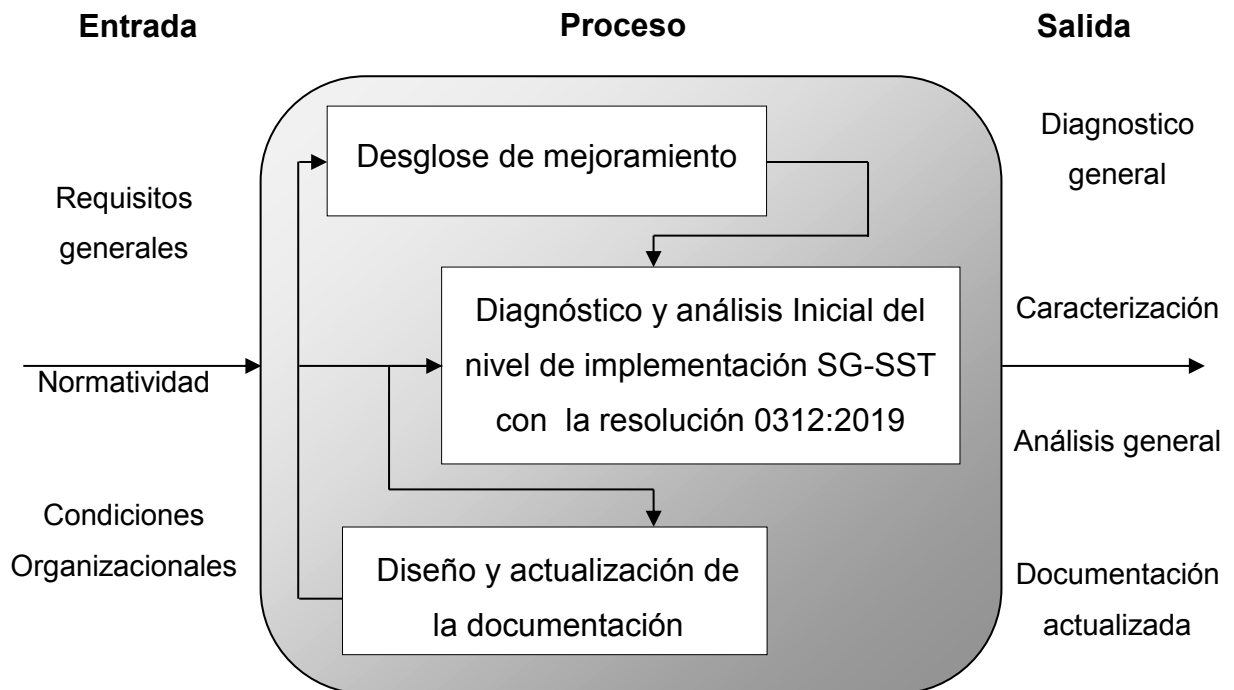 Entrada
Proceso
Salida
Requisitos
generales
Normatividad
Condiciones
Organizacionales
Desglose de mejoramiento
Diagnóstico y análisis Inicial del
nivel de implementación SG-SST
con la resolución 0312:2019
Diseño y actualización de
la documentación
Diagnostico
general
Caracterización
Análisis general
Documentación
actualizada